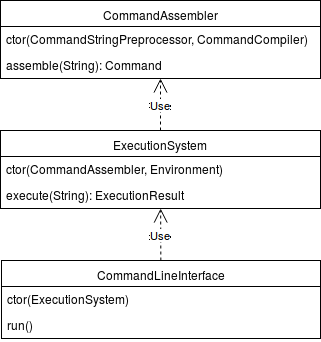 CommandAssembler
ctor(CommandStringPreprocessor, CommandCompiler)
assemble(String): Command
:Use
ExecutionSystem
ctor(CommandAssembler, Environment)
execute(String): ExecutionResult
:Use
CommandLineInterface
ctor(ExecutionSystem)
run()